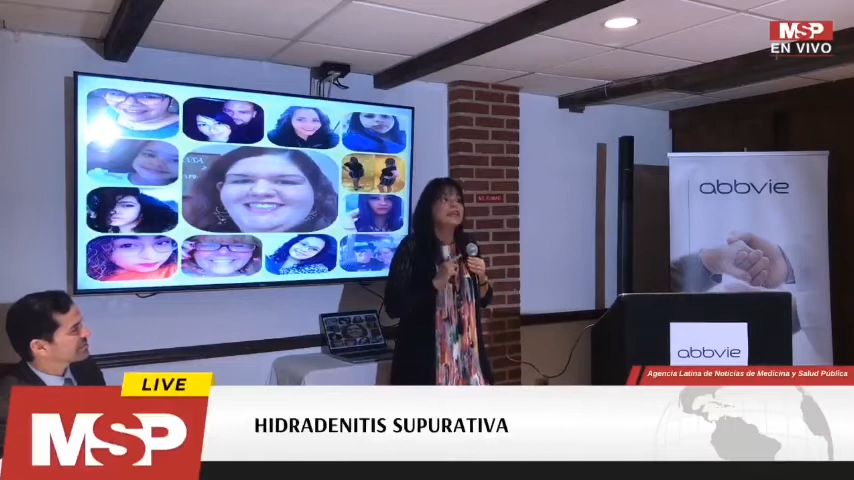 MSP
EN VIVO
abbvie
abbvie
Agencia Latina de Noticias de Medicina y Salud Pública
LIVE
MSP
HIDRADENITIS SUPURATIVA